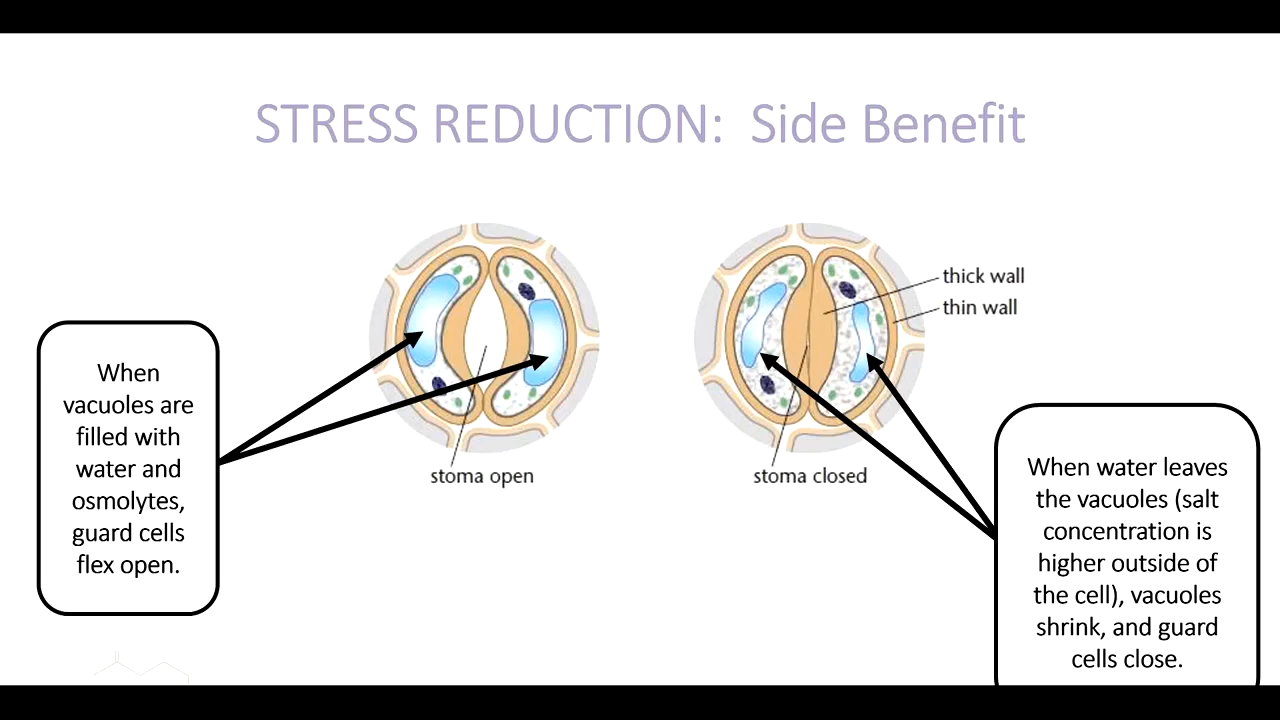 STRESS REDUCTION: Side Benefit
thick wall
thin wall
When
vacuoles are
filled with
water and
osmolytes,
guard cells
flex open.
stoma open
stoma closed
When water leaves
the vacuoles (salt
concentration is
higher outside of
the cell), vacuoles
shrink, and guard
cells close.